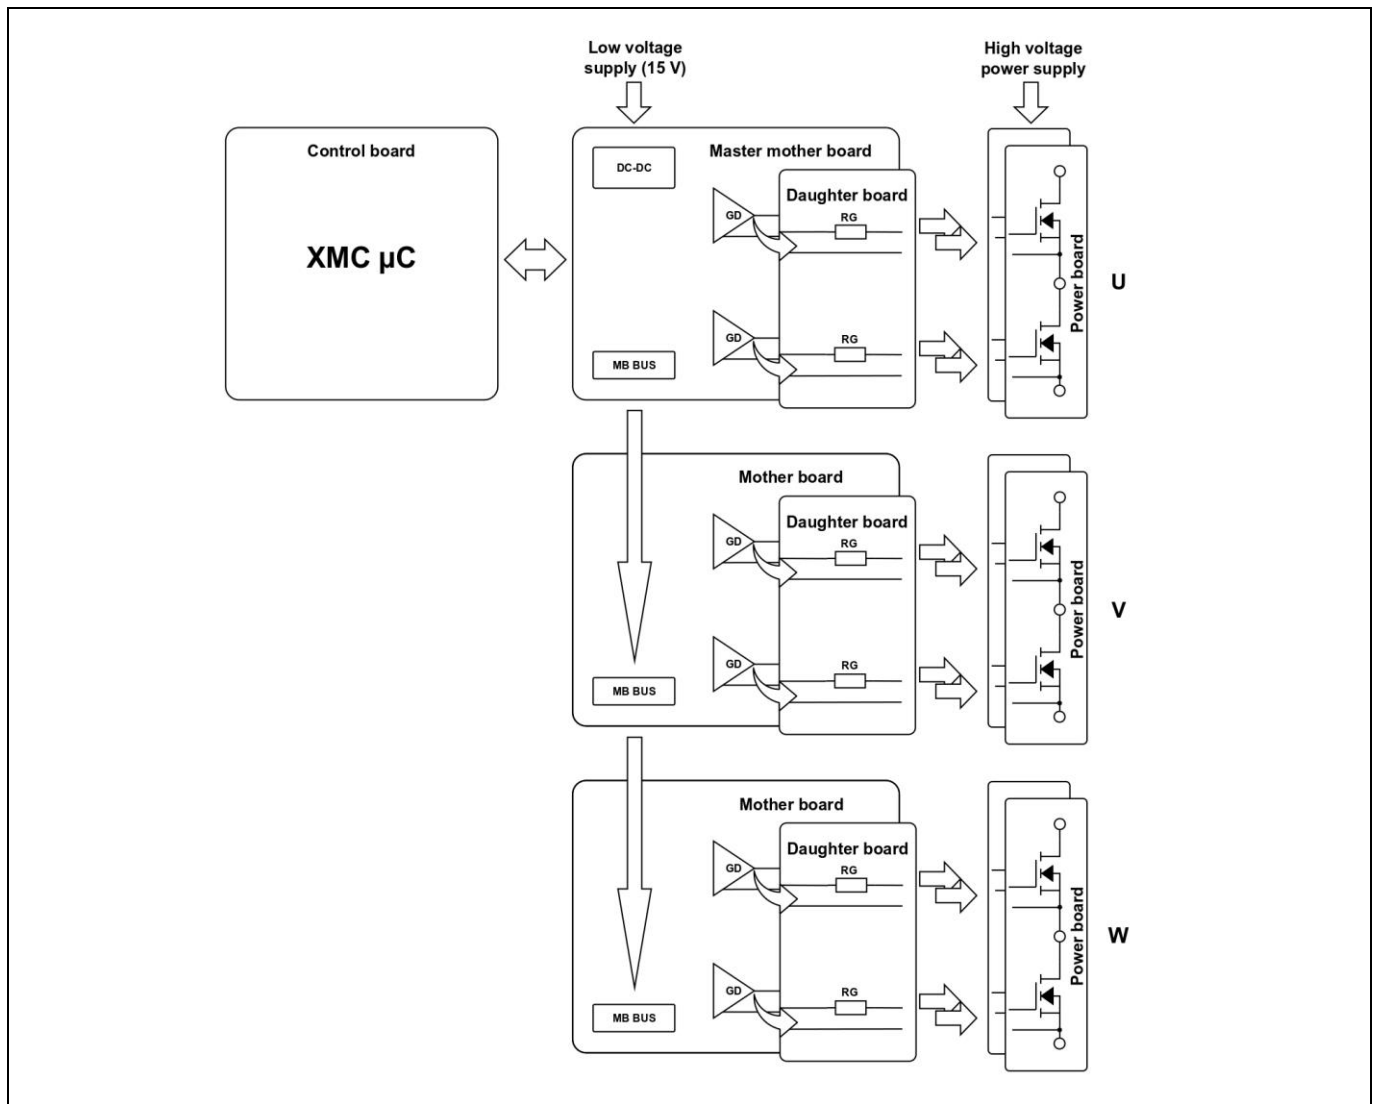 Low voltage
supply (15 V)
High voltage
power supply
Control board
XMC µC
Master mother board
DC-DC
MB BUS
GD
GD
Daughter board
RG
RG
Power board
U
Mother board
MB BUS
GD
GD
Daughter board
RG
RG
Power board
V
Mother board
MB BUS
GD
GD
Daughter board
RG
RG
Power board
W